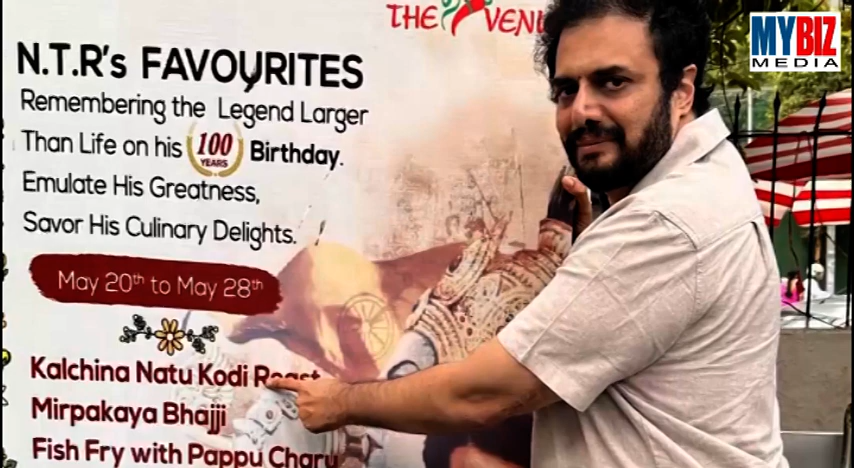 THE VENU
MYBIZ
MEDIA
N.T.R's FAVOURITES
Remembering the Legend Larger
Than Life on his 100 YEARS Birthday.
Emulate His Greatness,
Savor His Culinary Delights.
May 20th to May 28th
Kalchina Natu Kodi Roast
Mirpakaya Bhajji
Fish Fry with Pappu Charu